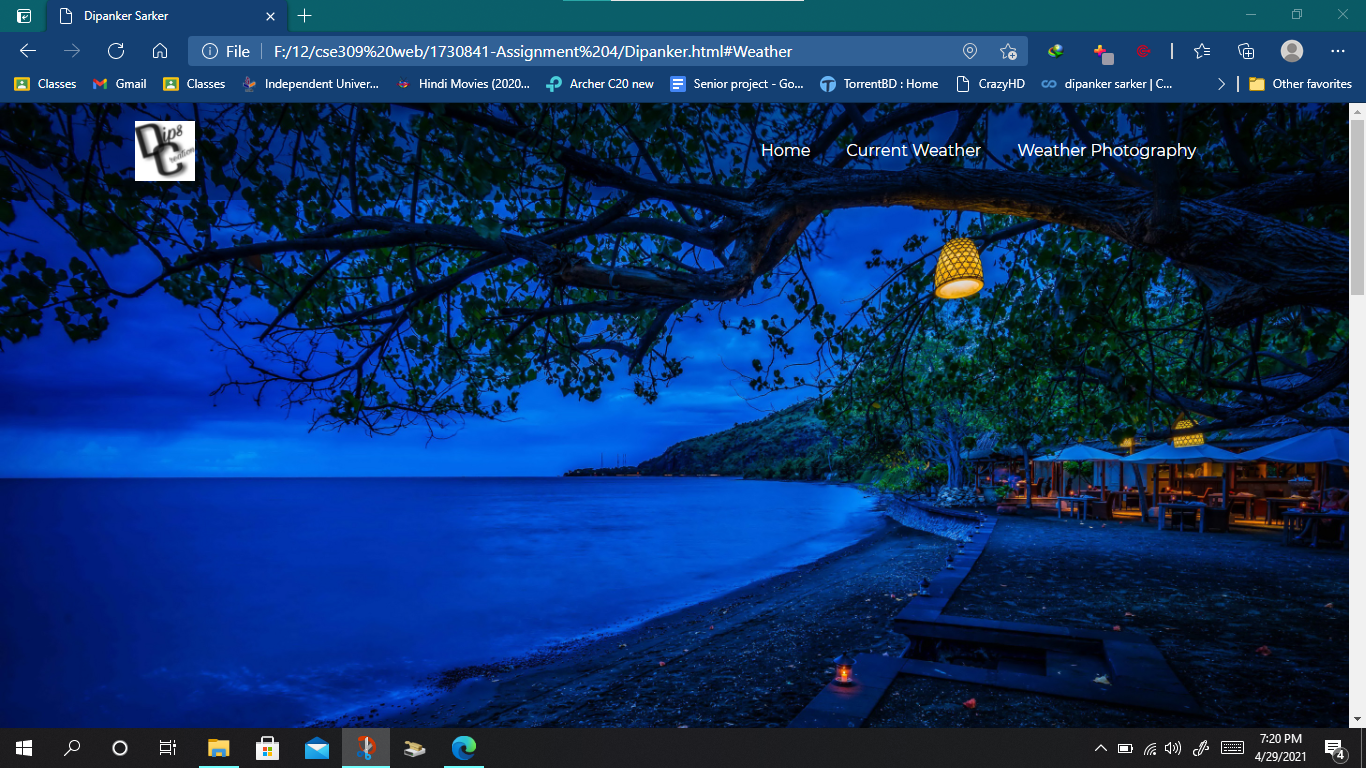 Dipanker Sarker
File
F:/12/cse309%20web/1730841-Assignment%204/Dipanker.html#Weather
Classes
Gmail
Classes
Independent Univer...
Hindi Movies (2020...
Archer C20 new
Senior project - Go...
TorrentBD : Home
CrazyHD
dipanker sarker | C...
Other favorites
Dips
Creation
Home
Current Weather
Weather Photography
7:20 PM
4/29/2021
4